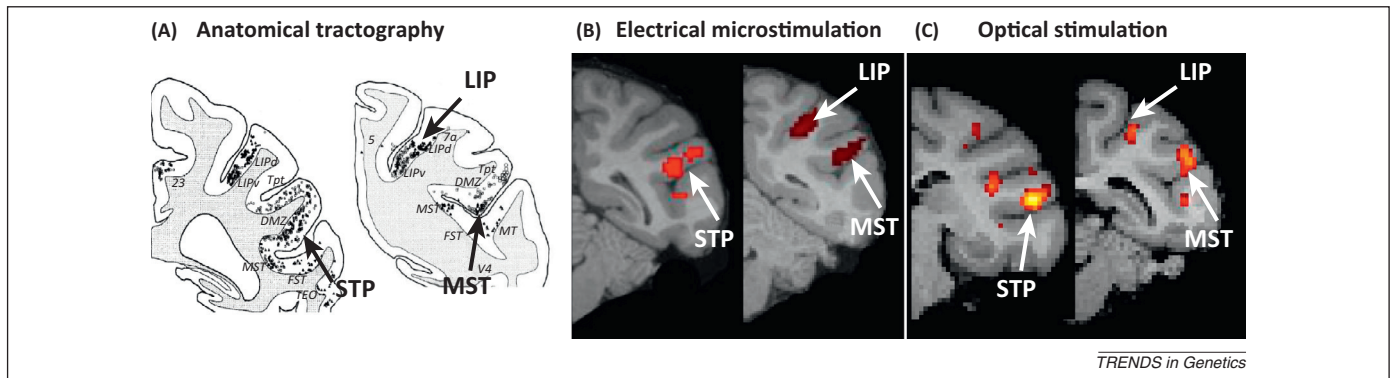 (A) Anatomical tractography
(B) Electrical microstimulation
(C) Optical stimulation
LIP
5
7a
LIPd
LIPv
Tpt
DMZ
MST
FST
MT
V4
MST
23
LIPd
LIPv
Tpt
DMZ
MST
FST
TEO
STP
LIP
STP
MST
LIP
STP
MST
TRENDS in Genetics